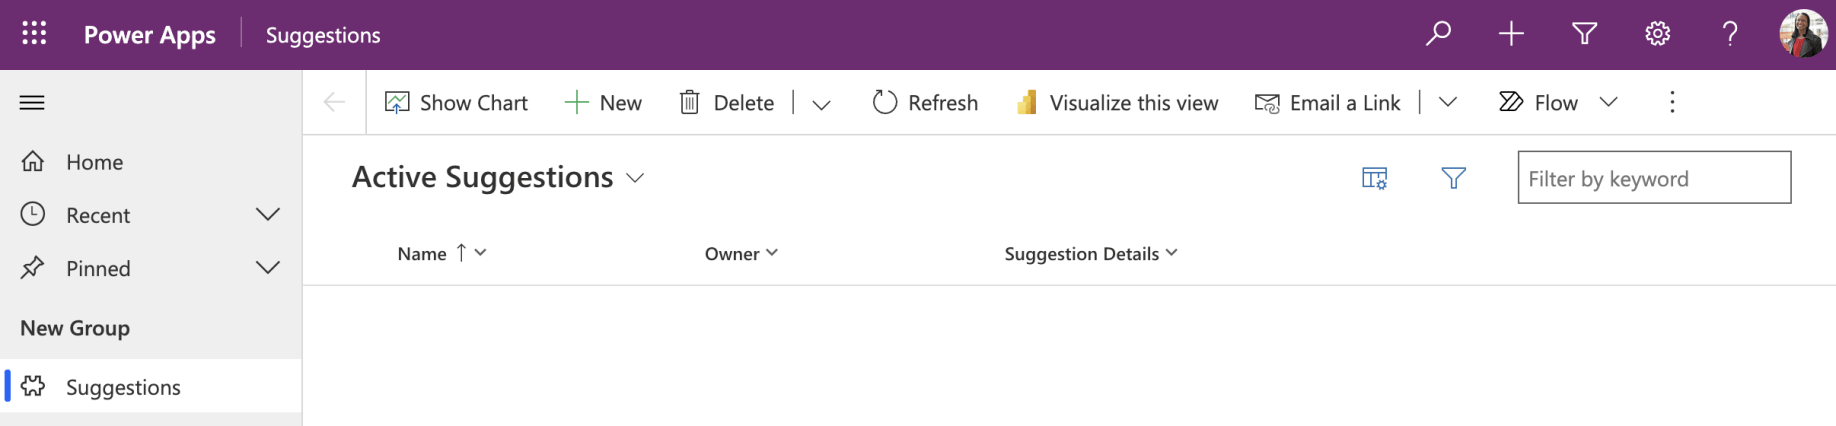 Power Apps Suggestions
Show Chart New Delete Refresh Visualize this view Email a Link Flow
Home
Recent
Pinned
New Group
Suggestions
Active Suggestions
Filter by keyword
Name Owner Suggestion Details